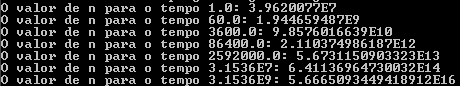 O valor de n para o tempo 1.0: 3.9620077E7
O valor de n para o tempo 60.0: 1.944659487E9
O valor de n para o tempo 3600.0: 9.8576016639E10
O valor de n para o tempo 86400.0: 2.110374986187E12
O valor de n para o tempo 2592000.0: 5.6731150903323E13
O valor de n para o tempo 3.1536E7: 6.41136964730032E14
O valor de n para o tempo 3.1536E9: 5.6665093449418912E16